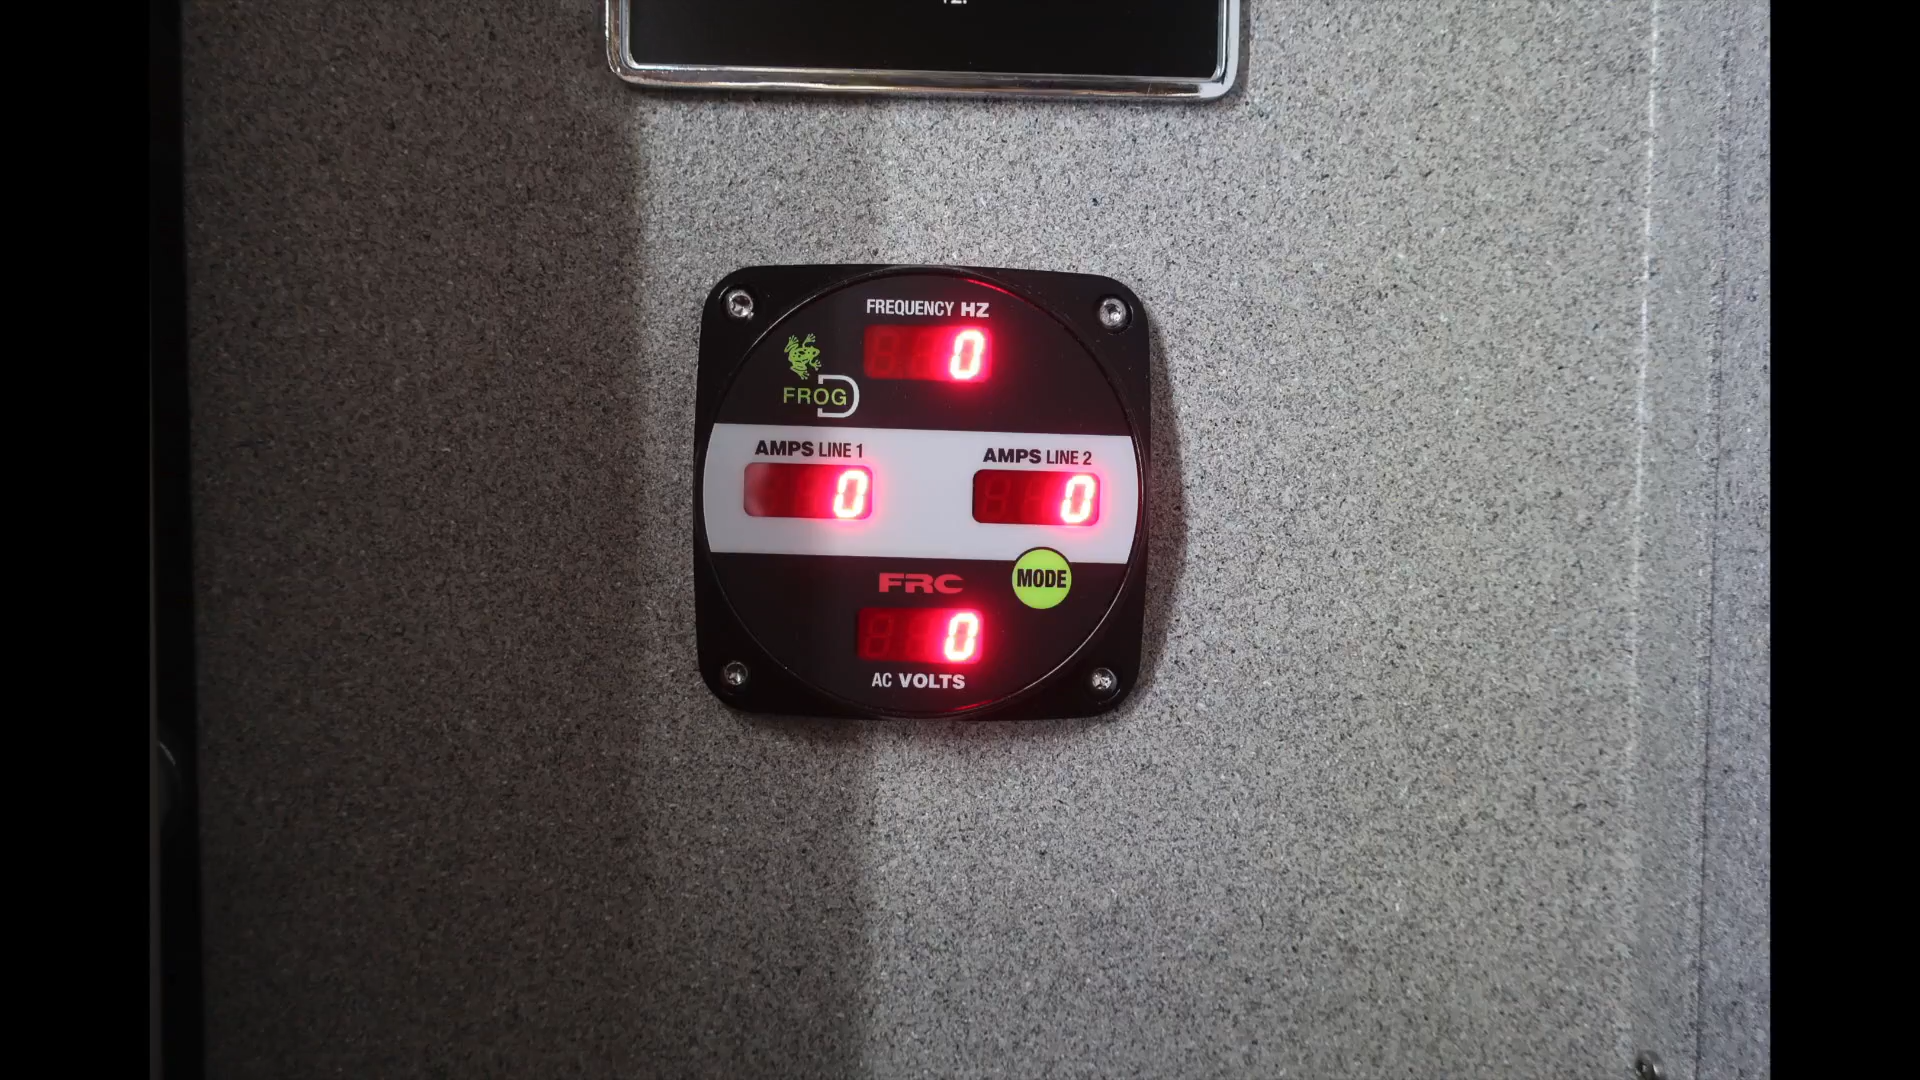 FREQUENCY HZ
0
FROG D
AMPS LINE 1
AMPS LINE 2
0
0
FRC
MODE
0
AC VOLTS